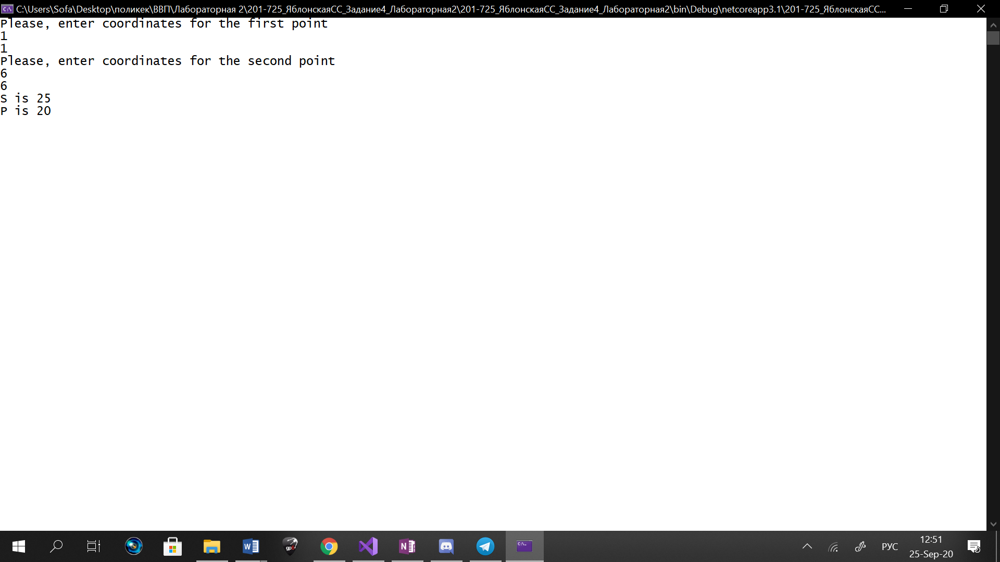 C:\Users\Sofa\Desktop\поликек\ВВП\Лабораторная 2\201-725_ЯблонскаяСС_Задание4_Лабораторная2\201-725_ЯблонскаяСС_Задание4_Лабораторная2\bin\Debug\netcoreapp3.1\201-725_ЯблонскаяСС...
Please, enter coordinates for the first point
1
1
Please, enter coordinates for the second point
6
6
S is 25
P is 20
gp6
РУС
12:51
25-Sep-20